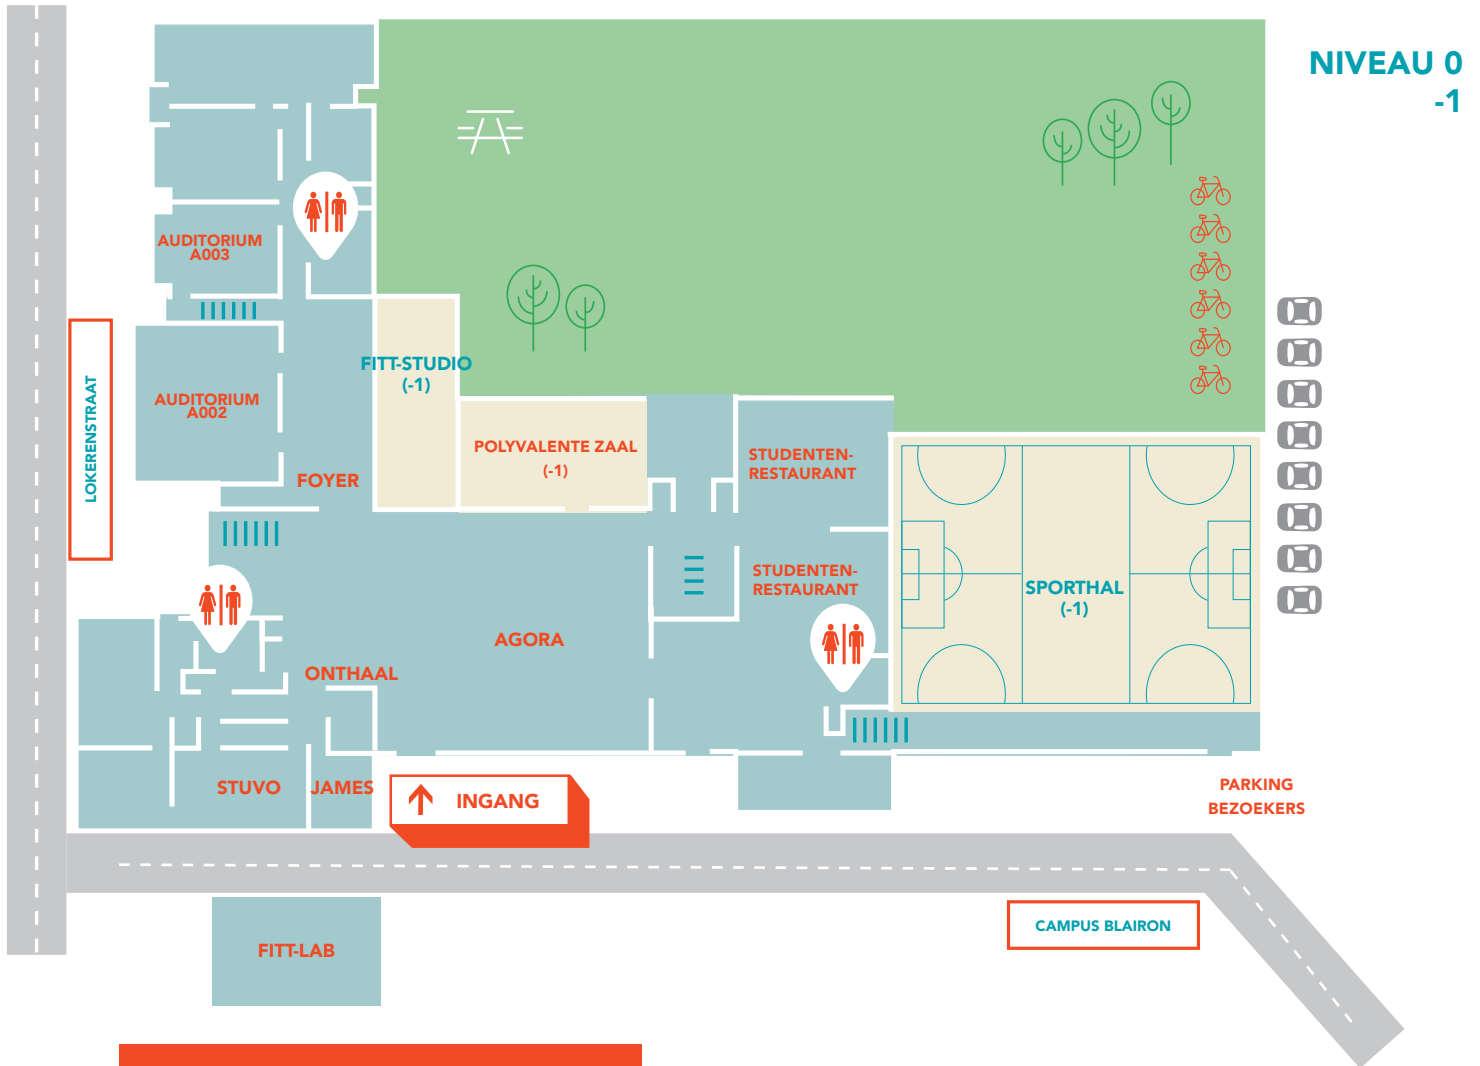 NIVEAU 0
-1
AUDITORIUM
A003
FITT-STUDIO
(-1)
LOKERENSTRAAT
AUDITORIUM
A002
POLYVALENTE ZAAL
(-1)
STUDENTEN-
RESTAURANT
FOYER
STUDENTEN-
RESTAURANT
SPORTHAL
(-1)
AGORA
ONTHAAL
STUVO
JAMES
INGANG
PARKING
BEZOEKERS
CAMPUS BLAIRON
FITT-LAB